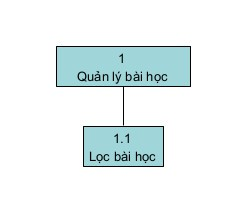 1
Quản lý bài học
1.1
Lọc bài học